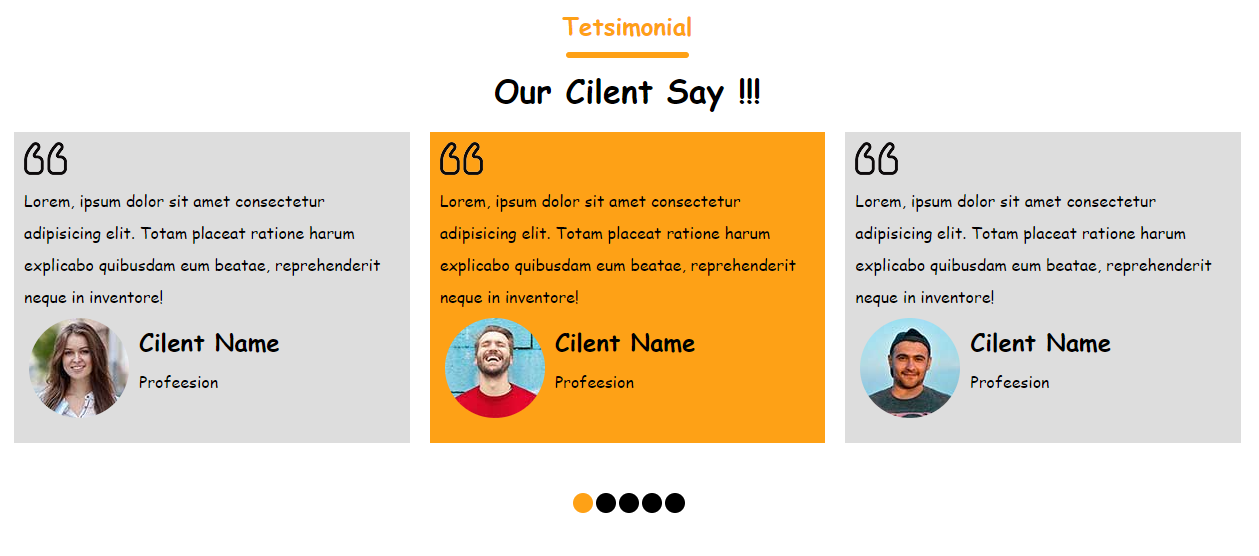 Tetsimonial
Our Cilent Say !!!
Lorem, ipsum dolor sit amet consectetur
adipisicing elit. Totam placeat ratione harum
explicabo quibusdam eum beatae, reprehenderit
neque in inventore!
Cilent Name
Profeesion
Lorem, ipsum dolor sit amet consectetur
adipisicing elit. Totam placeat ratione harum
explicabo quibusdam eum beatae, reprehenderit
neque in inventore!
Cilent Name
Profeesion
Lorem, ipsum dolor sit amet consectetur
adipisicing elit. Totam placeat ratione harum
explicabo quibusdam eum beatae, reprehenderit
neque in inventore!
Cilent Name
Profeesion